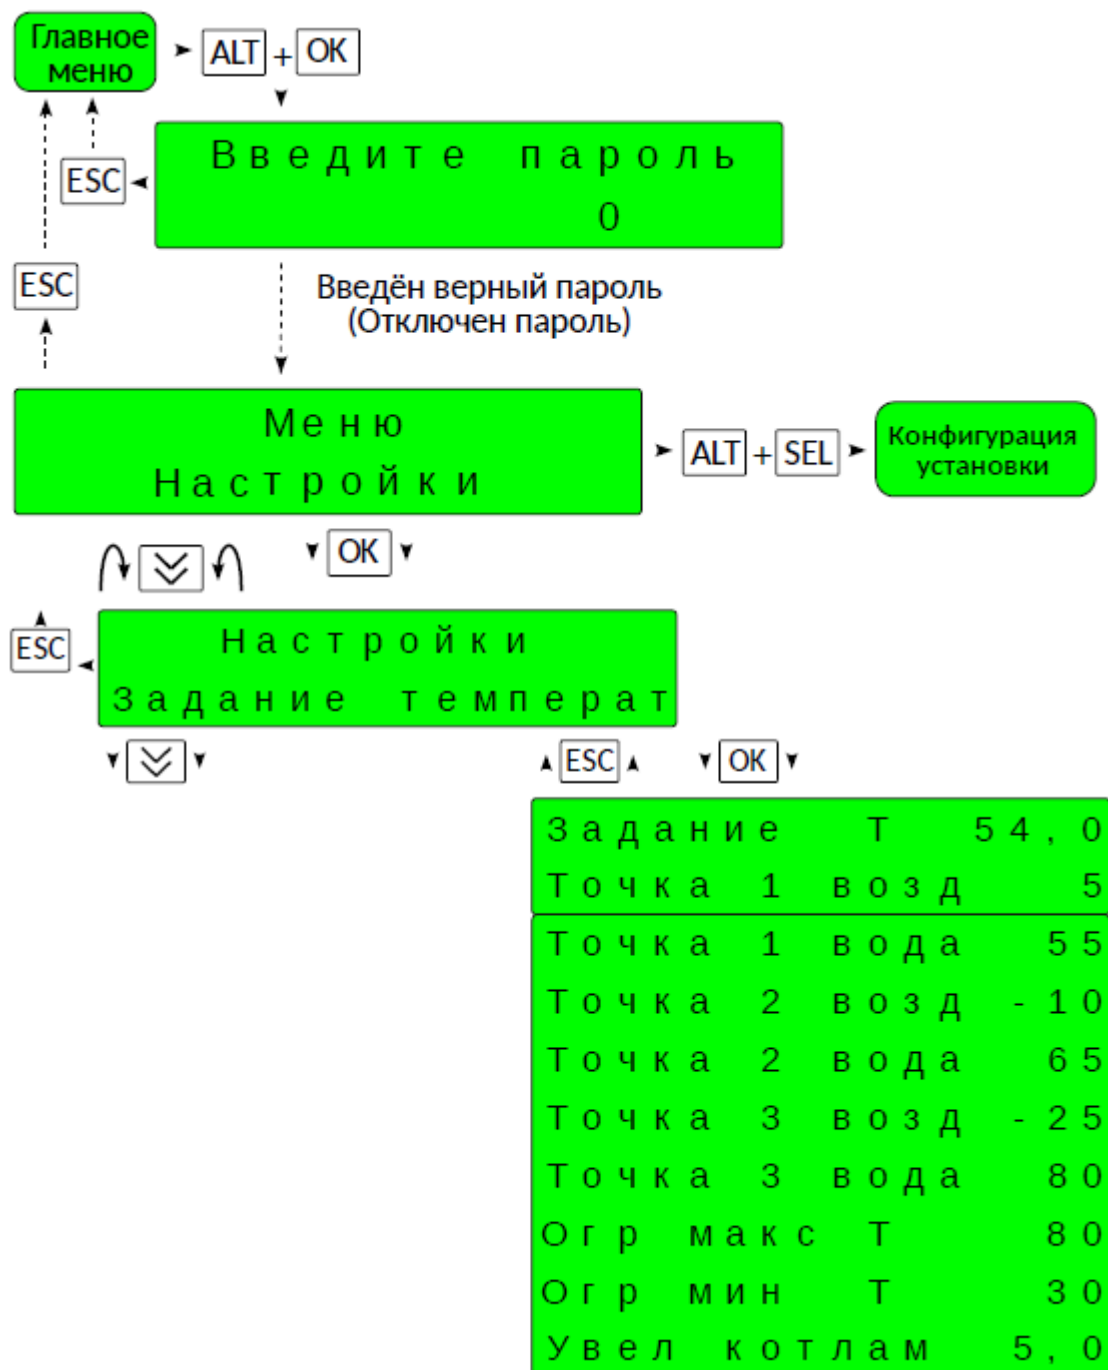 Главное
меню
ALT + OK
Введите пароль
0
ESC
ESC
Введён верный пароль
(Отключен пароль)
Меню
Настройки
ALT + SEL
Конфигурация
установки
OK
ESC
Настройки
Задание температ
ESC
OK
Задание Т 54,0
Точка 1 возд 5
Точка 1 вода 55
Точка 2 возд -10
Точка 2 вода 65
Точка 3 возд -25
Точка 3 вода 80
Огр макс Т 80
Огр мин Т 30
Увел котлам 5,0